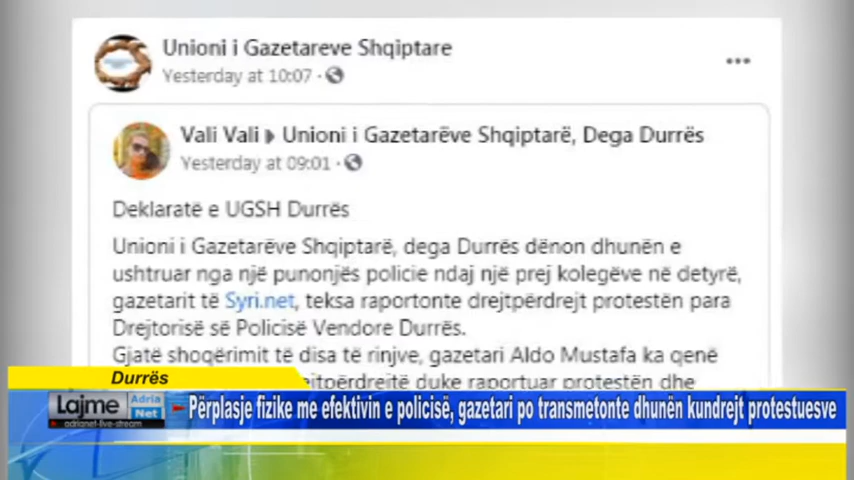 Unioni i Gazetareve Shqiptare
Yesterday at 10:07 ·
Vali Vali Unioni i Gazetarëve Shqiptarë, Dega Durrës
Yesterday at 09:01 ·
Deklaratë e UGSH Durrës
Unioni i Gazetarëve Shqiptarë, dega Durrës dënon dhunën e
ushtruar nga një punonjës policie ndaj një prej kolegëve në detyrë,
gazetarit të Syri.net, teksa raportonte drejtpërdrejt protestën para
Drejtorisë së Policisë Vendore Durrës.
Gjatë shoqërimit të disa të rinjve, gazetari Aldo Mustafa ka qenë
duke raportuar protestën dhe
Durrës
Lajme Adria Net
adrianet-live-stream
Përplasje fizike me efektivin e policisë, gazetari po transmetonte dhunën kundrejt protestuesve